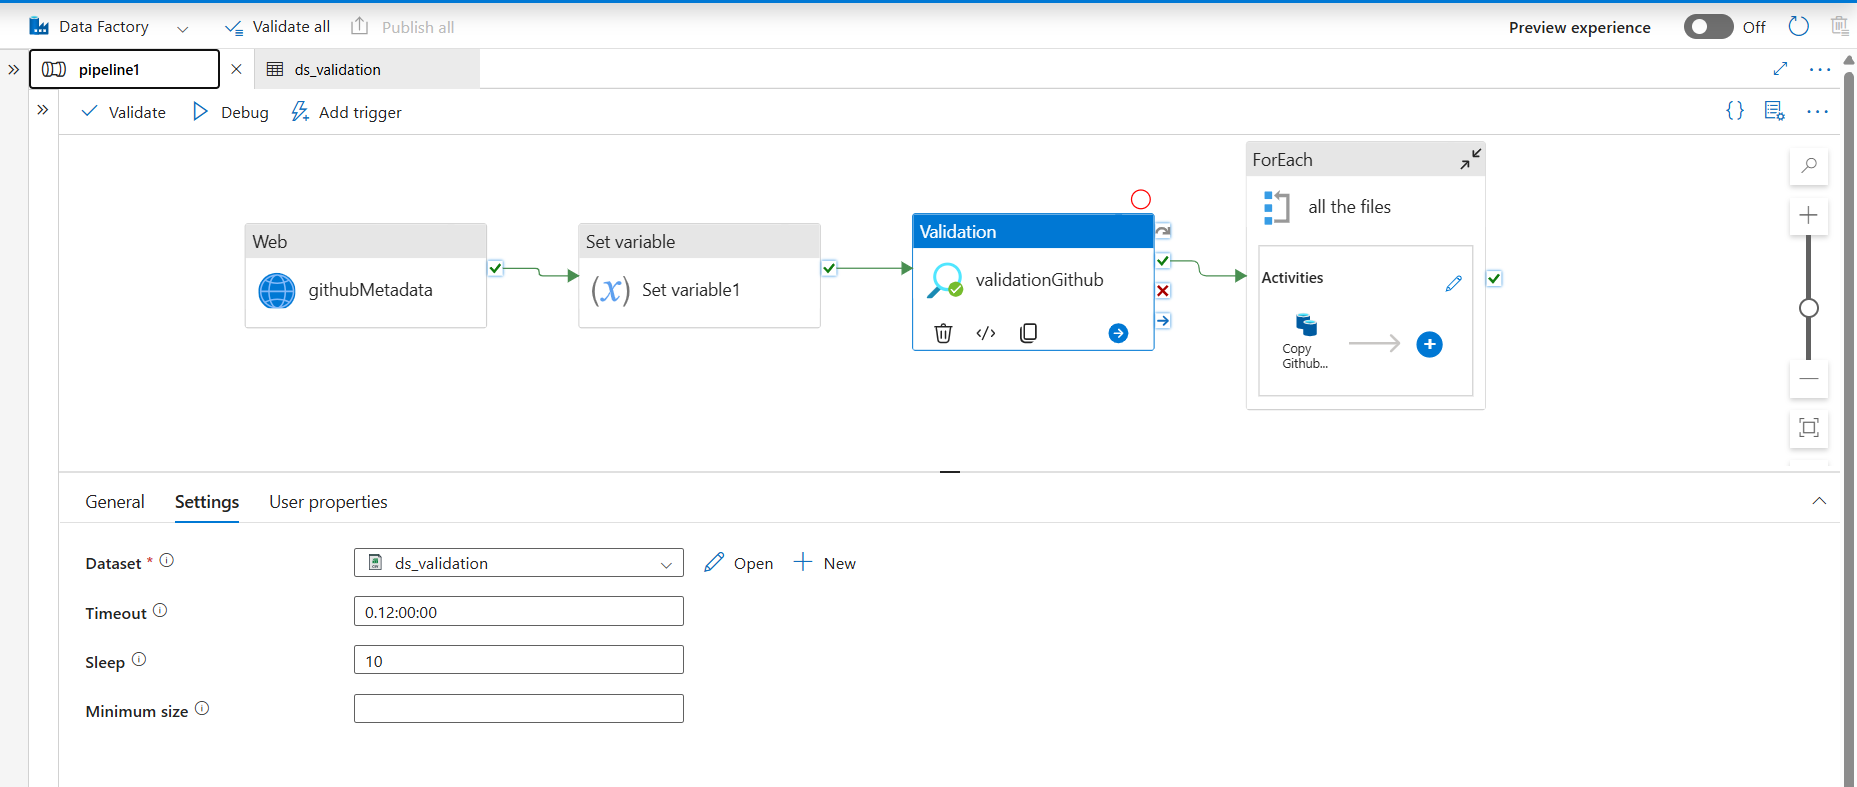 Data Factory
Validate all
Publish all
Preview experience
Off
pipeline1
ds_validation
Validate
Debug
Add trigger
Web
githubMetadata
Set variable
(x)
Set variable1
Validation
validationGithub
ForEach
all the files
Activities
Copy
Github...
General
Settings
User properties
Dataset *
ds_validation
Open
New
Timeout
0.12:00:00
Sleep
10
Minimum size